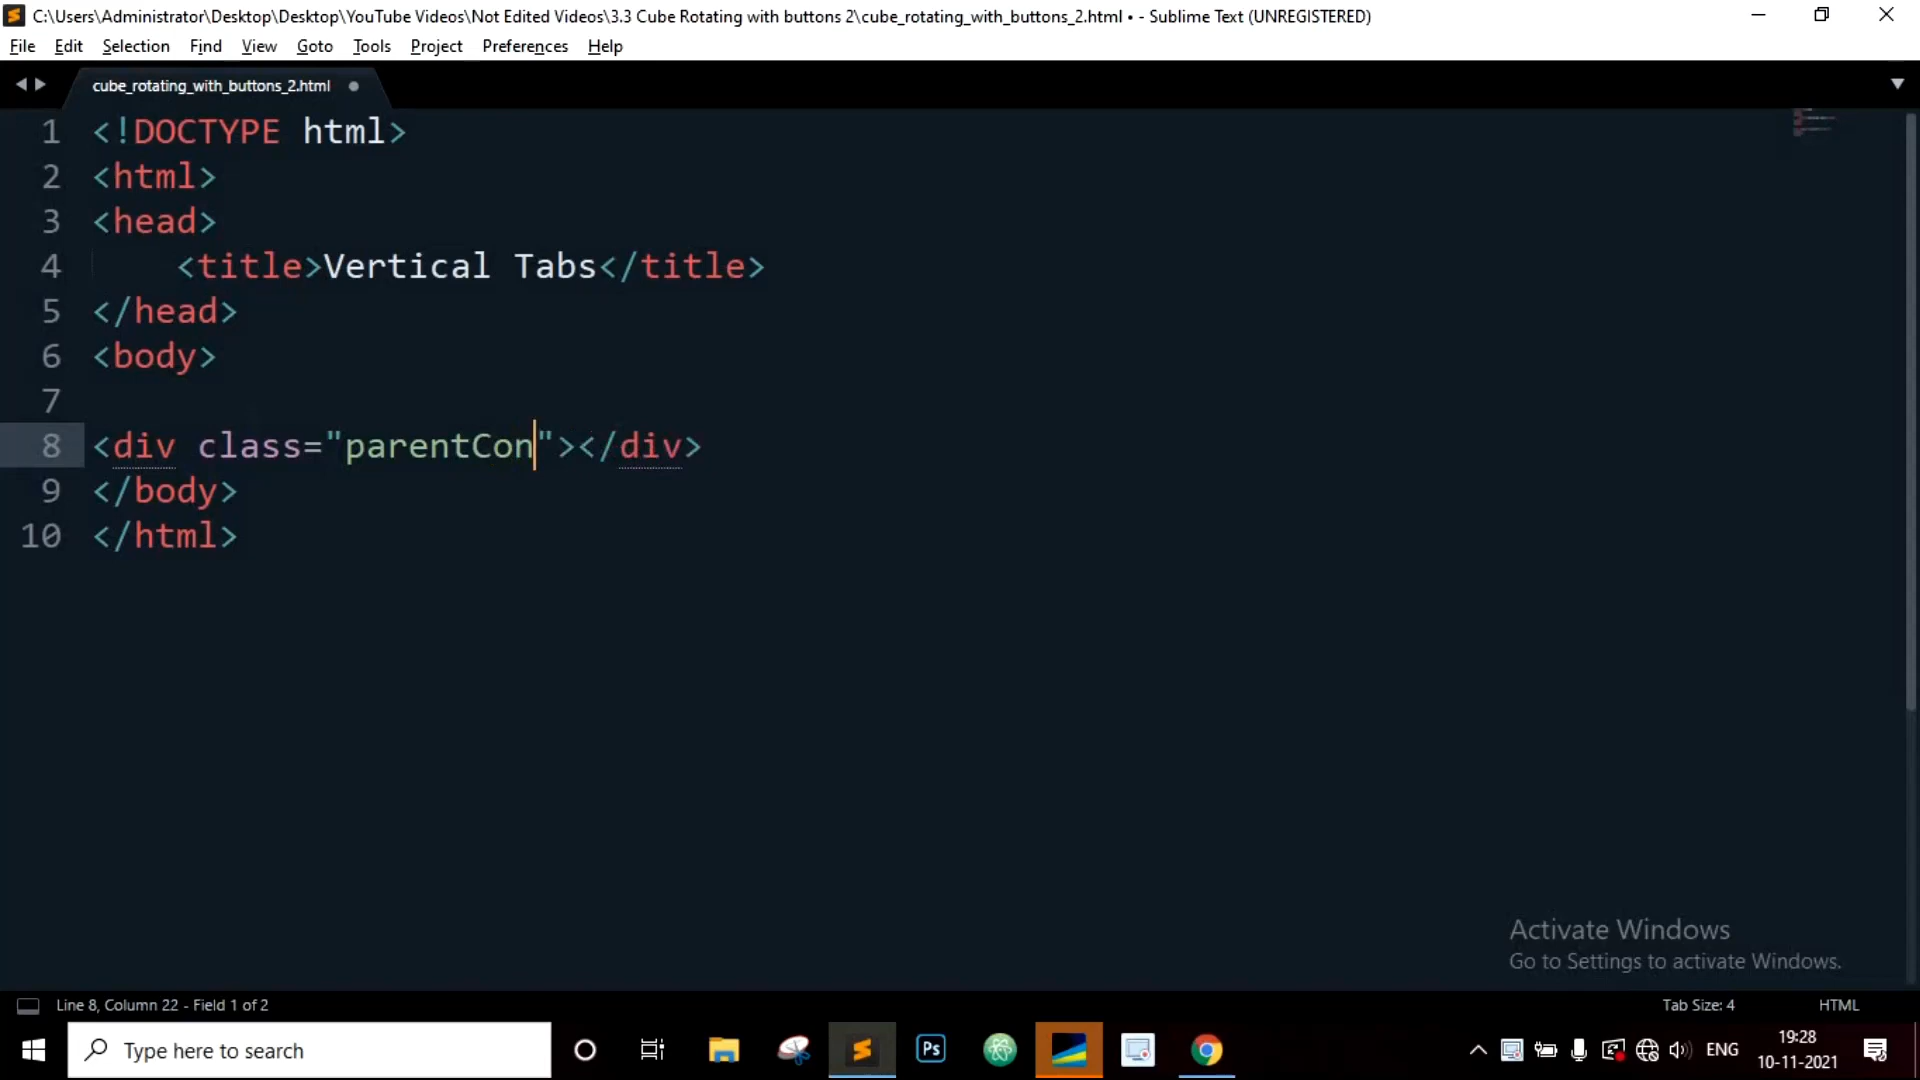 C:\Users\Administrator\Desktop\Desktop\YouTube Videos\Not Edited Videos\3.3 Cube Rotating with buttons 2\cube_rotating_with_buttons_2.html • - Sublime Text (UNREGISTERED)
File Edit Selection Find View Goto Tools Project Preferences Help
cube_rotating_with_buttons_2.html
1 <!DOCTYPE html>
2 <html>
3 <head>
4 <title>Vertical Tabs</title>
5 </head>
6 <body>
7
8 <div class="parentCon"></div>
9 </body>
10 </html>
Activate Windows
Go to Settings to activate Windows.
Line 8, Column 22 - Field 1 of 2
Tab Size: 4
HTML
Type here to search
Ps
ENG
19:28
10-11-2021